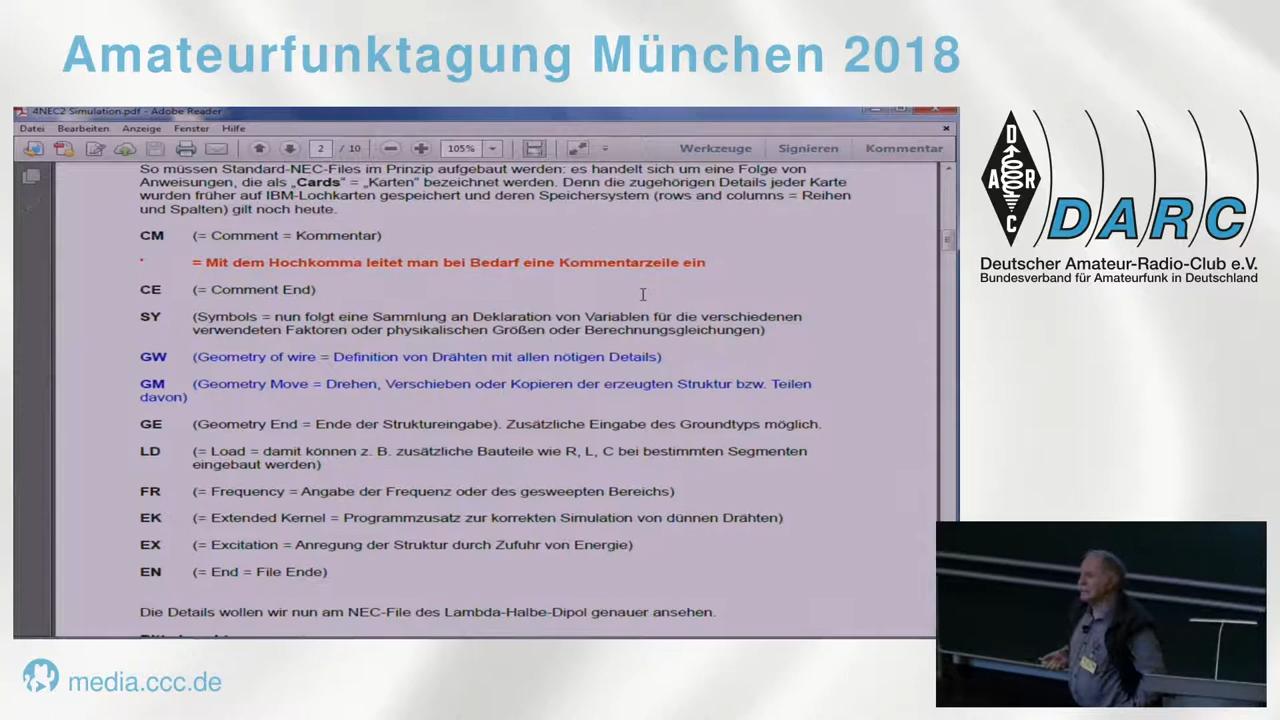 Amateurfunktagung München 2018
4NEC2 Simulation.pdf - Adobe Reader
Datei Bearbeiten Anzeige Fenster Hilfe
2 / 10 105% Werkzeuge Signieren Kommentar
So müssen Standard-NEC-Files im Prinzip aufgebaut werden: es handelt sich um eine Folge von
Anweisungen, die als „Cards" = „Karten" bezeichnet werden. Denn die zugehörigen Details jeder Karte
wurden früher auf IBM-Lochkarten gespeichert und deren Speichersystem (rows and columns = Reihen
und Spalten) gilt noch heute.
CM (= Comment = Kommentar)
' = Mit dem Hochkomma leitet man bei Bedarf eine Kommentarzeile ein
CE (= Comment End)
SY (Symbols = nun folgt eine Sammlung an Deklaration von Variablen für die verschiedenen
verwendeten Faktoren oder physikalischen Größen oder Berechnungsgleichungen)
GW (Geometry of wire = Definition von Drähten mit allen nötigen Details)
GM (Geometry Move = Drehen, Verschieben oder Kopieren der erzeugten Struktur bzw. Teilen
davon)
GE (Geometry End = Ende der Struktureingabe). Zusätzliche Eingabe des Groundtyps möglich.
LD (= Load = damit können z. B. zusätzliche Bauteile wie R, L, C bei bestimmten Segmenten
eingebaut werden)
FR (= Frequency = Angabe der Frequenz oder des gesweepten Bereichs)
EK (= Extended Kernel = Programmzusatz zur korrekten Simulation von dünnen Drähten)
EX (= Excitation = Anregung der Struktur durch Zufuhr von Energie)
EN (= End = File Ende)
Die Details wollen wir nun am NEC-File des Lambda-Halbe-Dipol genauer ansehen.
D
A R
C
DARC
Deutscher Amateur-Radio-Club e.V.
Bundesverband für Amateurfunk in Deutschland
media.ccc.de